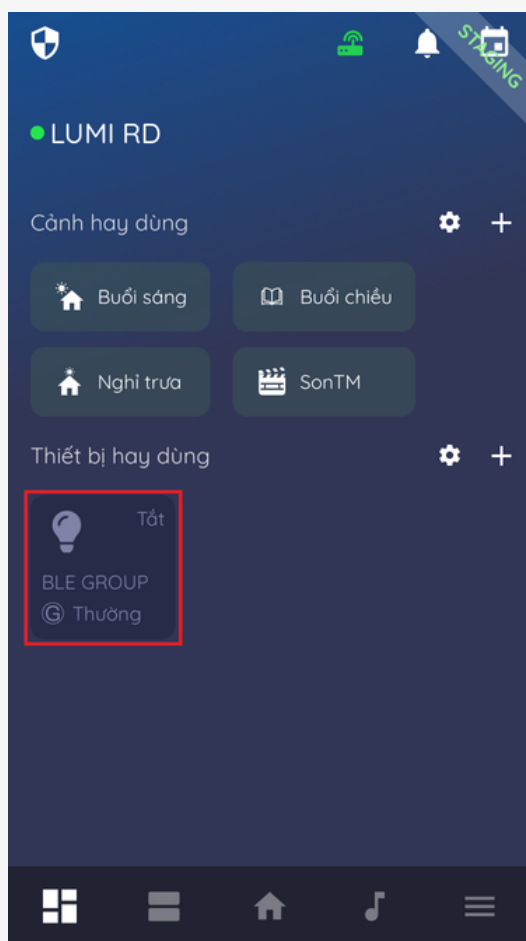 STAGING
LUMI RD
Cảnh hay dùng
Buổi sáng
Buổi chiều
Nghỉ trưa
SonTM
Thiết bị hay dùng
Tắt
BLE GROUP
G Thường